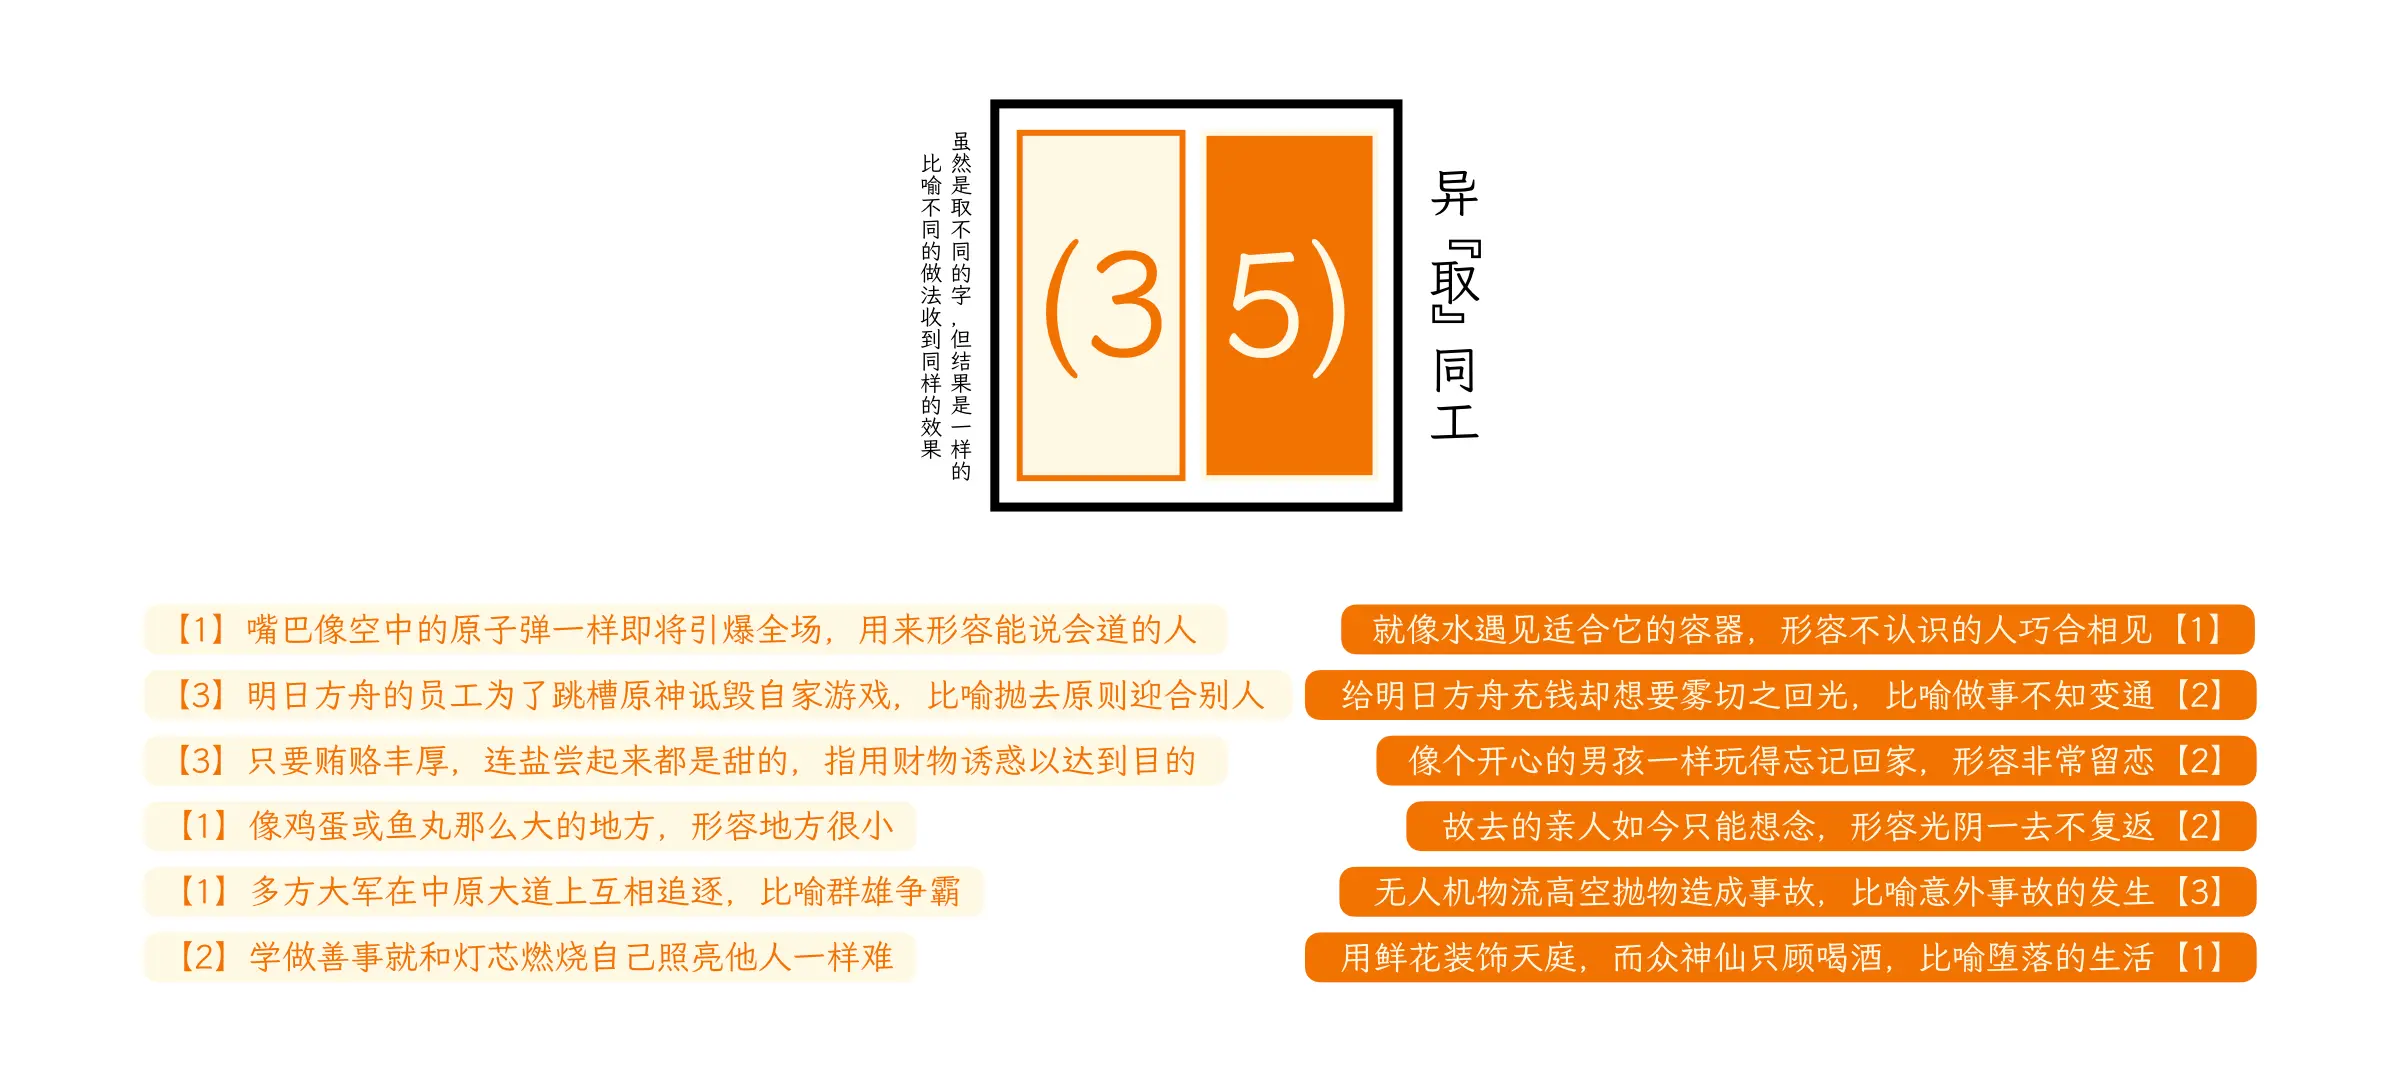 异『取』同工
(3 5)
虽然是取不同的字，但结果是一样的
比喻不同的做法收到同样的效果
【1】嘴巴像空中的原子弹一样即将引爆全场，用来形容能说会道的人
【3】明日方舟的员工为了跳槽原神诋毁自家游戏，比喻抛去原则迎合别人
【3】只要贿赂丰厚，连盐尝起来都是甜的，指用财物诱惑以达到目的
【1】像鸡蛋或鱼丸那么大的地方，形容地方很小
【1】多方大军在中原大道上互相追逐，比喻群雄争霸
【2】学做善事就和灯芯燃烧自己照亮他人一样难
就像水遇见适合它的容器，形容不认识的人巧合相见【1】
给明日方舟充钱却想要雾切之回光，比喻做事不知变通【2】
像个开心的男孩一样玩得忘记回家，形容非常留恋【2】
故去的亲人如今只能想念，形容光阴一去不复返【2】
无人机物流高空抛物造成事故，比喻意外事故的发生【3】
用鲜花装饰天庭，而众神仙只顾喝酒，比喻堕落的生活【1】